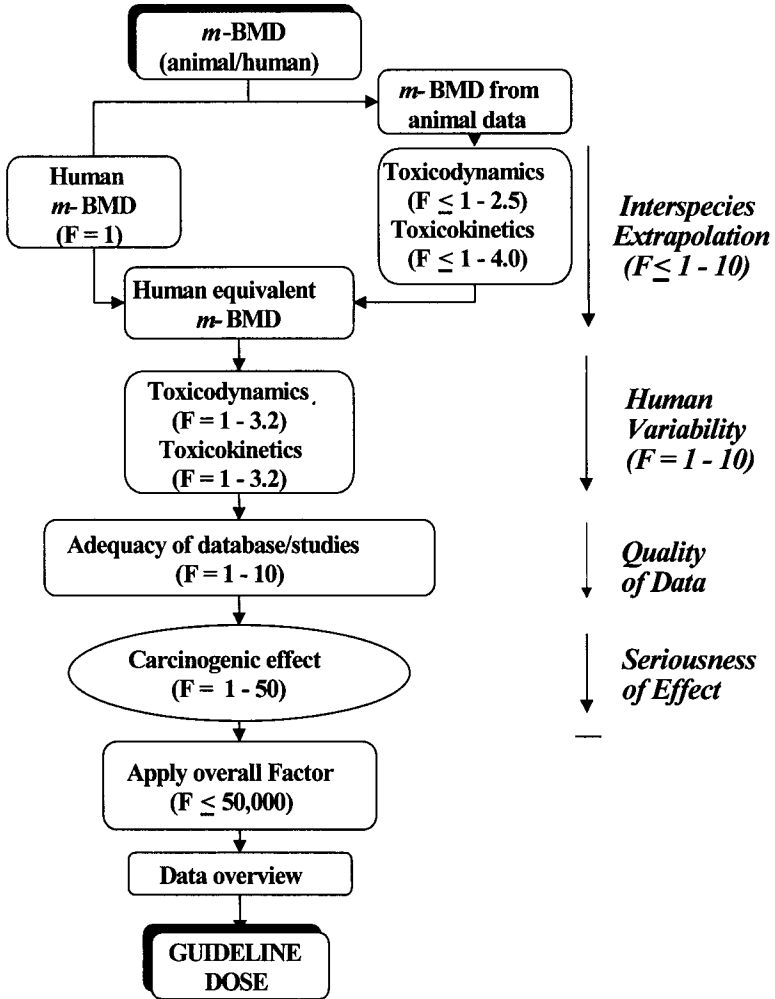 m-BMD
(animal/human)
m- BMD from
animal data
Human
m-BMD
(F = 1)
Toxicodynamics
(F ≤ 1 - 2.5)
Toxicokinetics
(F ≤ 1 - 4.0)
Interspecies
Extrapolation
(F ≤ 1 - 10)
Human equivalent
m- BMD
Toxicodynamics
(F = 1 - 3.2)
Toxicokinetics
(F = 1 - 3.2)
Human
Variability
(F = 1 - 10)
Adequacy of database/studies
(F = 1 - 10)
Quality
of Data
Carcinogenic effect
(F = 1 - 50)
Seriousness
of Effect
Apply overall Factor
(F ≤ 50,000)
Data overview
GUIDELINE
DOSE